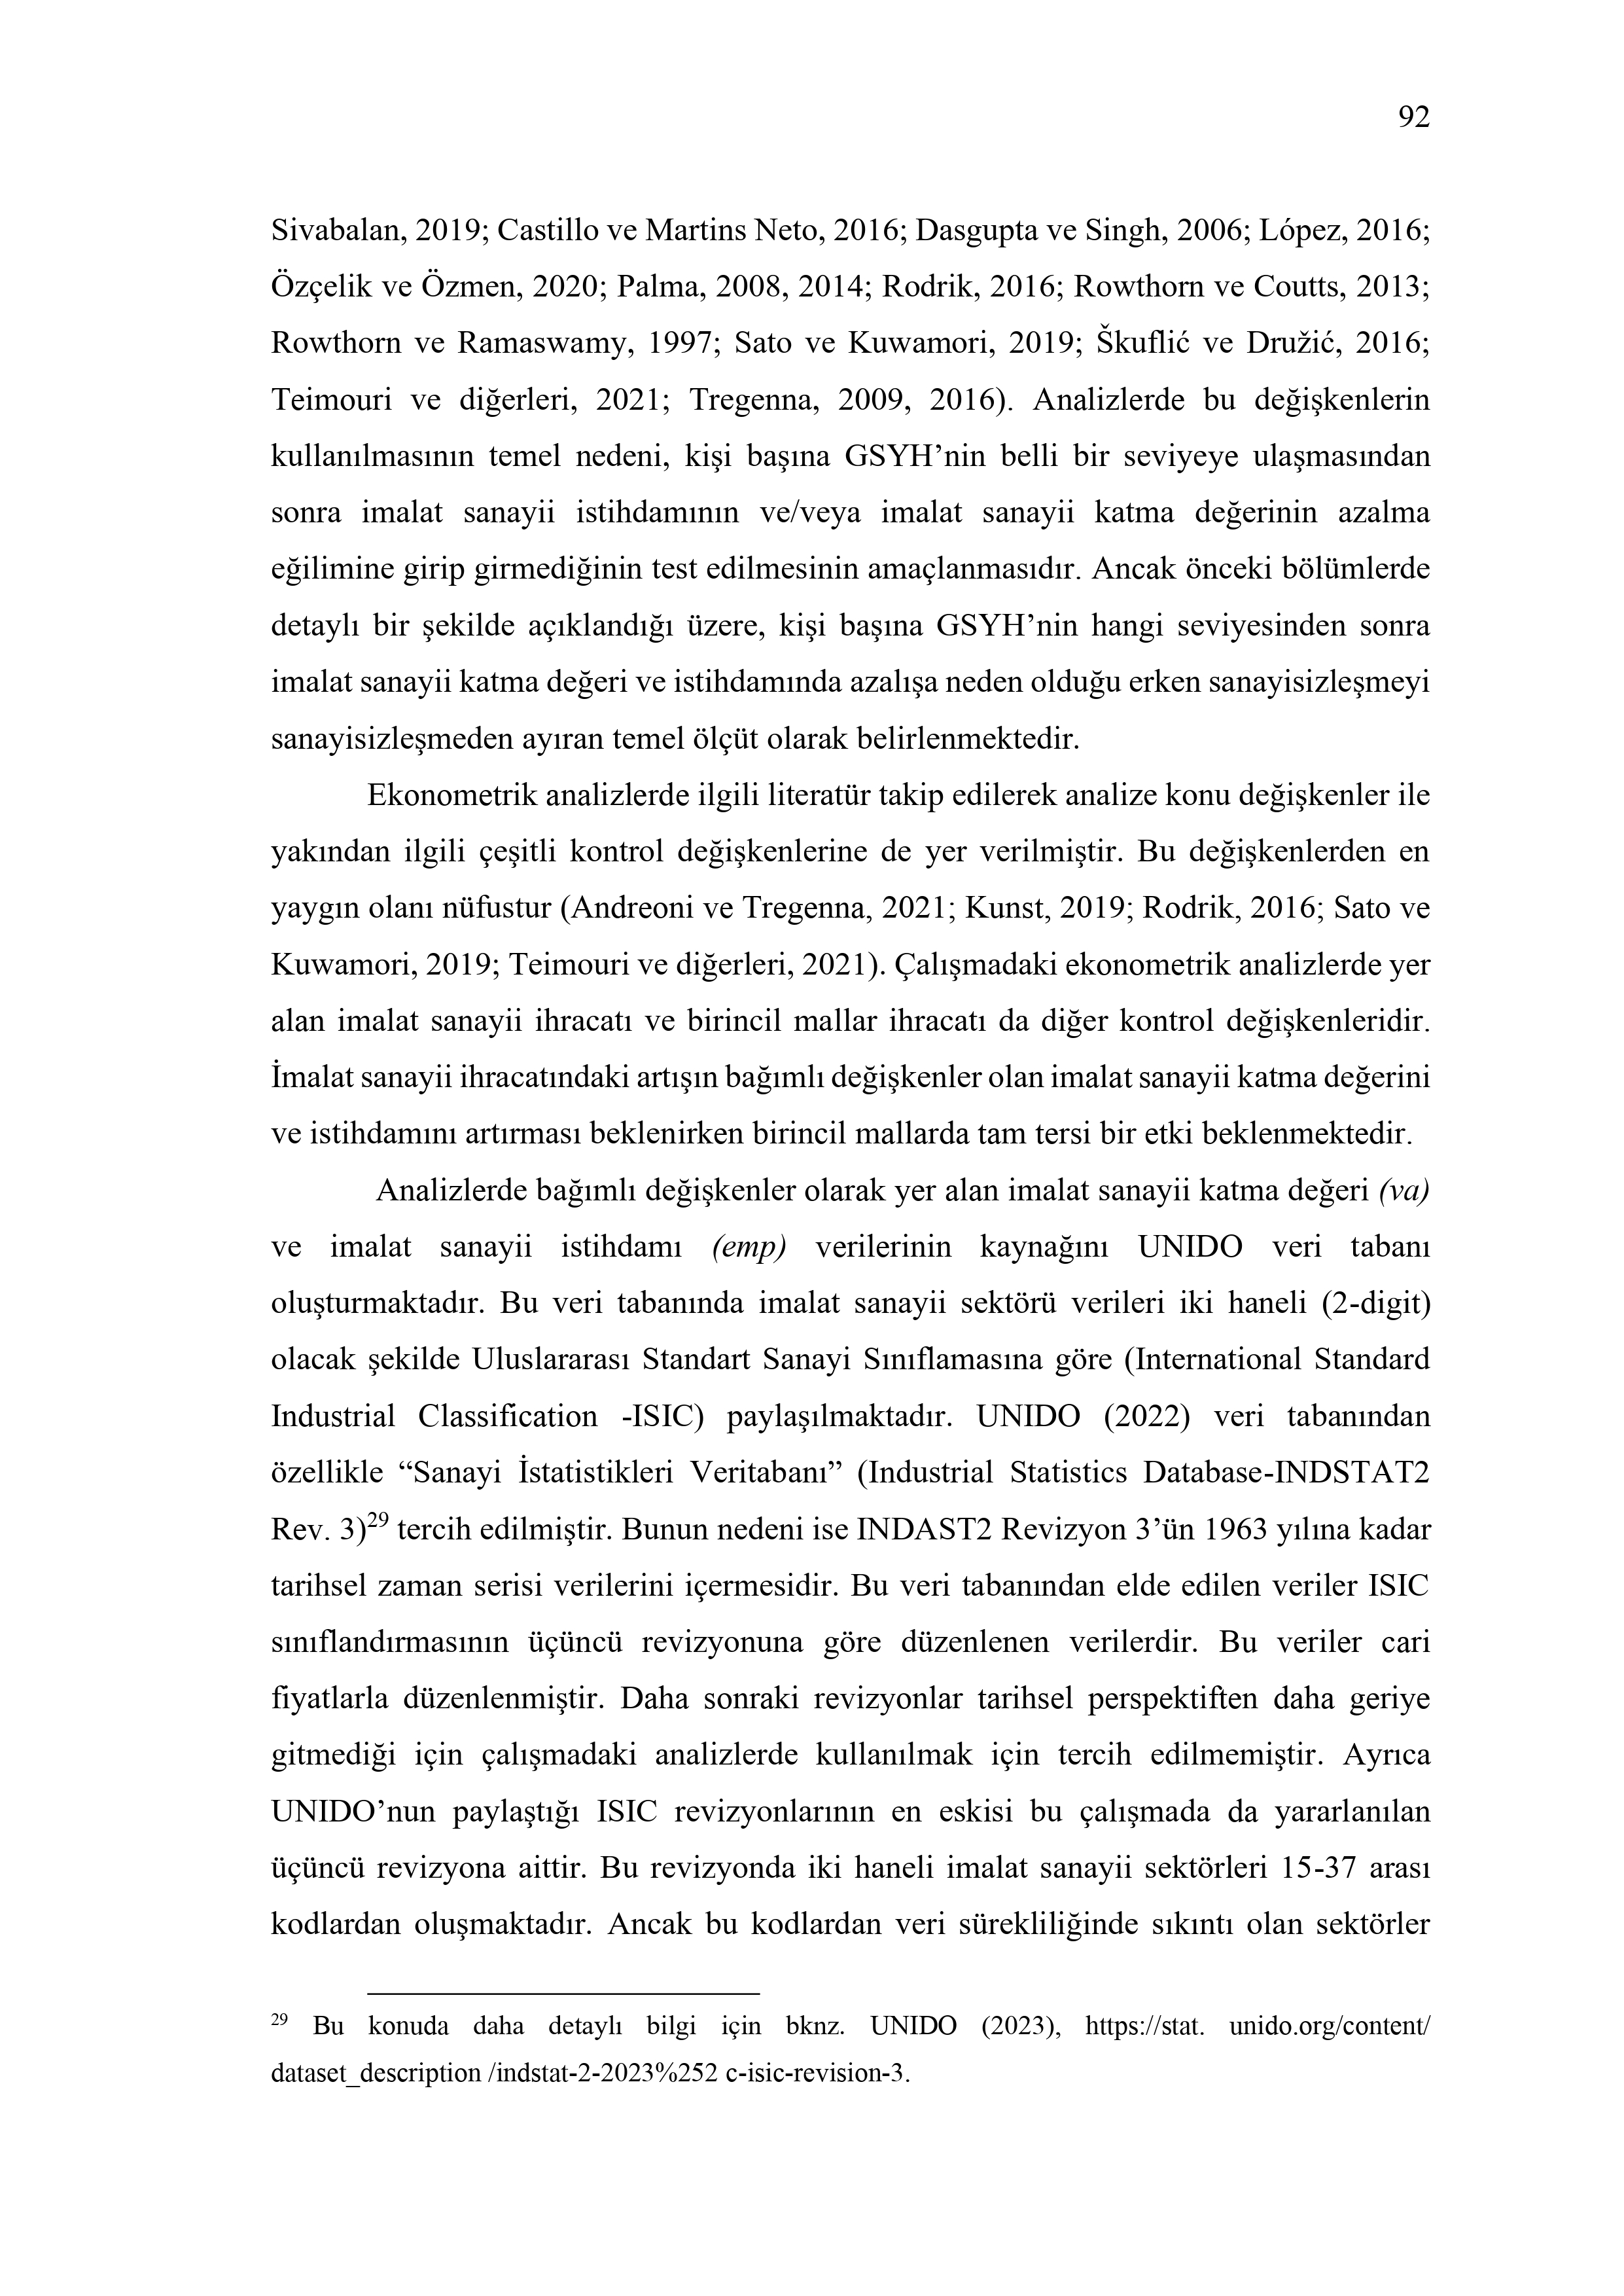 92
Sivabalan, 2019; Castillo ve Martins Neto, 2016; Dasgupta ve Singh, 2006; López, 2016;
Özçelik ve Özmen, 2020; Palma, 2008, 2014; Rodrik, 2016; Rowthorn ve Coutts, 2013;
Rowthorn ve Ramaswamy, 1997; Sato ve Kuwamori, 2019; Škuflić ve Družić, 2016;
Teimouri ve diğerleri, 2021; Tregenna, 2009, 2016). Analizlerde bu değişkenlerin
kullanılmasının temel nedeni, kişi başına GSYH’nin belli bir seviyeye ulaşmasından
sonra imalat sanayii istihdamının ve/veya imalat sanayii katma değerinin azalma
eğilimine girip girmediğinin test edilmesinin amaçlanmasıdır. Ancak önceki bölümlerde
detaylı bir şekilde açıklandığı üzere, kişi başına GSYH’nin hangi seviyesinden sonra
imalat sanayii katma değeri ve istihdamında azalışa neden olduğu erken sanayisizleşmeyi
sanayisizleşmeden ayıran temel ölçüt olarak belirlenmektedir.
Ekonometrik analizlerde ilgili literatür takip edilerek analize konu değişkenler ile
yakından ilgili çeşitli kontrol değişkenlerine de yer verilmiştir. Bu değişkenlerden en
yaygın olanı nüfustur (Andreoni ve Tregenna, 2021; Kunst, 2019; Rodrik, 2016; Sato ve
Kuwamori, 2019; Teimouri ve diğerleri, 2021). Çalışmadaki ekonometrik analizlerde yer
alan imalat sanayii ihracatı ve birincil mallar ihracatı da diğer kontrol değişkenleridir.
İmalat sanayii ihracatındaki artışın bağımlı değişkenler olan imalat sanayii katma değerini
ve istihdamını artırması beklenirken birincil mallarda tam tersi bir etki beklenmektedir.
Analizlerde bağımlı değişkenler olarak yer alan imalat sanayii katma değeri (va)
ve imalat sanayii istihdamı (emp) verilerinin kaynağını UNIDO veri tabanı
oluşturmaktadır. Bu veri tabanında imalat sanayii sektörü verileri iki haneli (2-digit)
olacak şekilde Uluslararası Standart Sanayi Sınıflamasına göre (International Standard
Industrial Classification -ISIC) paylaşılmaktadır. UNIDO (2022) veri tabanından
özellikle “Sanayi İstatistikleri Veritabanı” (Industrial Statistics Database-INDSTAT2
Rev. 3)29 tercih edilmiştir. Bunun nedeni ise INDAST2 Revizyon 3’ün 1963 yılına kadar
tarihsel zaman serisi verilerini içermesidir. Bu veri tabanından elde edilen veriler ISIC
sınıflandırmasının üçüncü revizyonuna göre düzenlenen verilerdir. Bu veriler cari
fiyatlarla düzenlenmiştir. Daha sonraki revizyonlar tarihsel perspektiften daha geriye
gitmediği için çalışmadaki analizlerde kullanılmak için tercih edilmemiştir. Ayrıca
UNIDO’nun paylaştığı ISIC revizyonlarının en eskisi bu çalışmada da yararlanılan
üçüncü revizyona aittir. Bu revizyonda iki haneli imalat sanayii sektörleri 15-37 arası
kodlardan oluşmaktadır. Ancak bu kodlardan veri sürekliliğinde sıkıntı olan sektörler
29 Bu konuda daha detaylı bilgi için bknz. UNIDO (2023), https://stat. unido.org/content/
dataset_description /indstat-2-2023%252 c-isic-revision-3.